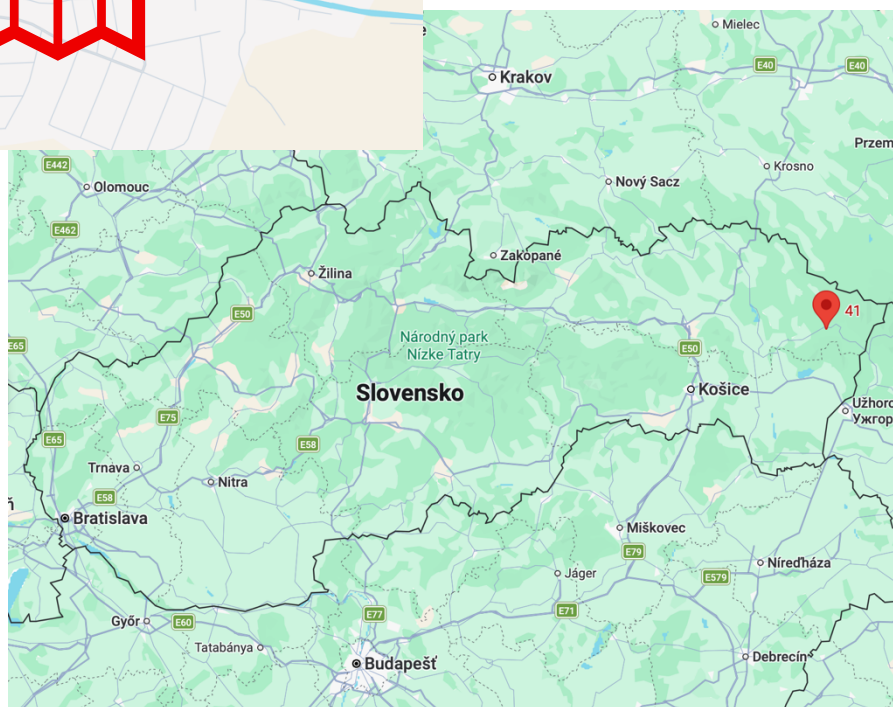 Mielec
E40
E40
Krakov
Przem
E442
Olomouc
Krosno
Nový Sacz
E462
Zakopané
Žilina
41
E50
Národný park
Nízke Tatry
E65
E50
Slovensko
Košice
Užhoro
Ужгор
E75
E65
E58
Trnava
Nitra
E58
Bratislava
Miškovec
E79
Níreďháza
Jáger
E579
E71
Győr
E60
E77
Tatabánya
Budapešť
Debrecín